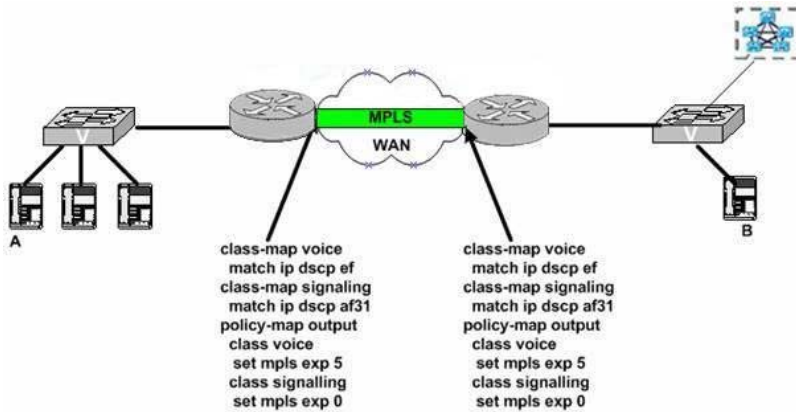 MPLS
WAN
V
V
A
B
class-map voice
match ip dscp ef
class-map signaling
match ip dscp af31
policy-map output
class voice
set mpls exp 5
class signalling
set mpls exp 0
class-map voice
match ip dscp ef
class-map signaling
match ip dscp af31
policy-map output
class voice
set mpls exp 5
class signalling
set mpls exp 0